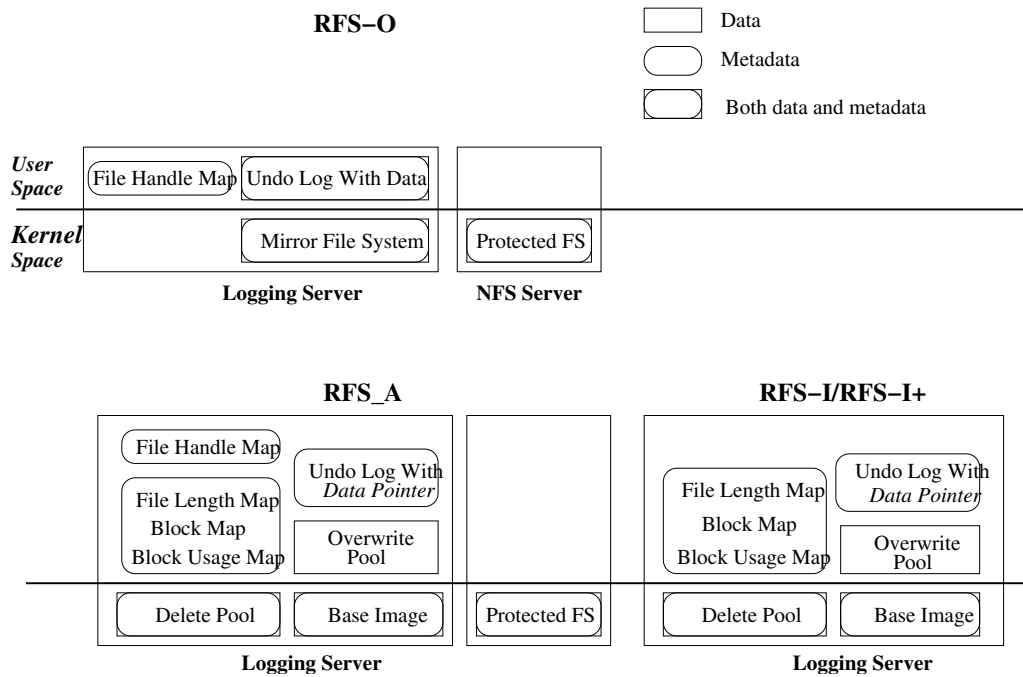 RFS-O
Data
Metadata
Both data and metadata
User Space
File Handle Map
Undo Log With Data
Kernel Space
Mirror File System
Protected FS
Logging Server
NFS Server
RFS_A
RFS-I/RFS-I+
File Handle Map
File Length Map
Block Map
Block Usage Map
Undo Log With
Data Pointer
Overwrite
Pool
File Length Map
Block Map
Block Usage Map
Undo Log With
Data Pointer
Overwrite
Pool
Delete Pool
Base Image
Protected FS
Delete Pool
Base Image
Logging Server
Logging Server